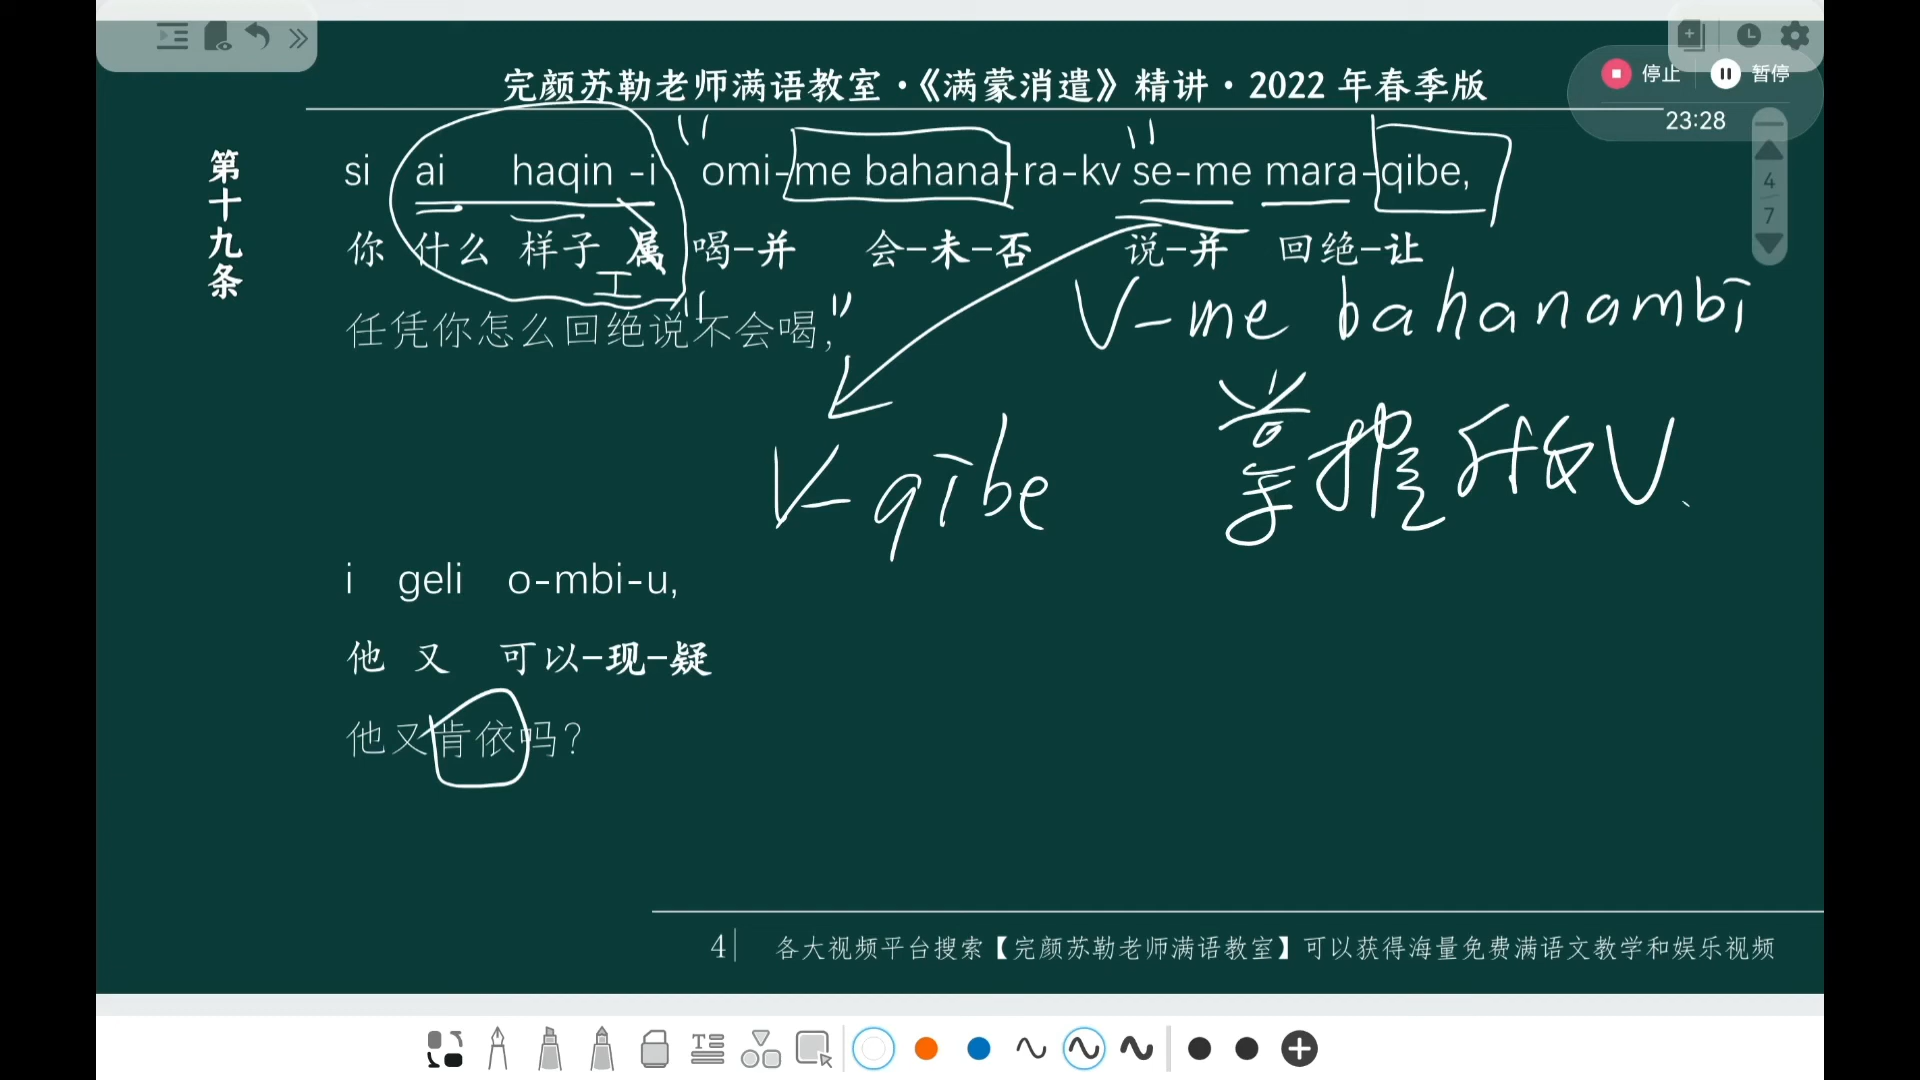 停止 暂停
23:28
完颜苏勒老师满语教室·《满蒙消遣》精讲·2022 年春季版
第十九条
si ai haqin -i omi-me bahana-ra-kv se-me mara-qibe,
你 什么 样子 属 喝-并 会-未-否 说-并 回绝-让
工
V-me bahanambi
任凭你怎么回绝说“不会喝,”
掌握 V
V-qibe
i geli o-mbi-u,
他 又 可以-现-疑
他又肯依吗?
4
7
4 各大视频平台搜索【完颜苏勒老师满语教室】可以获得海量免费满语文教学和娱乐视频